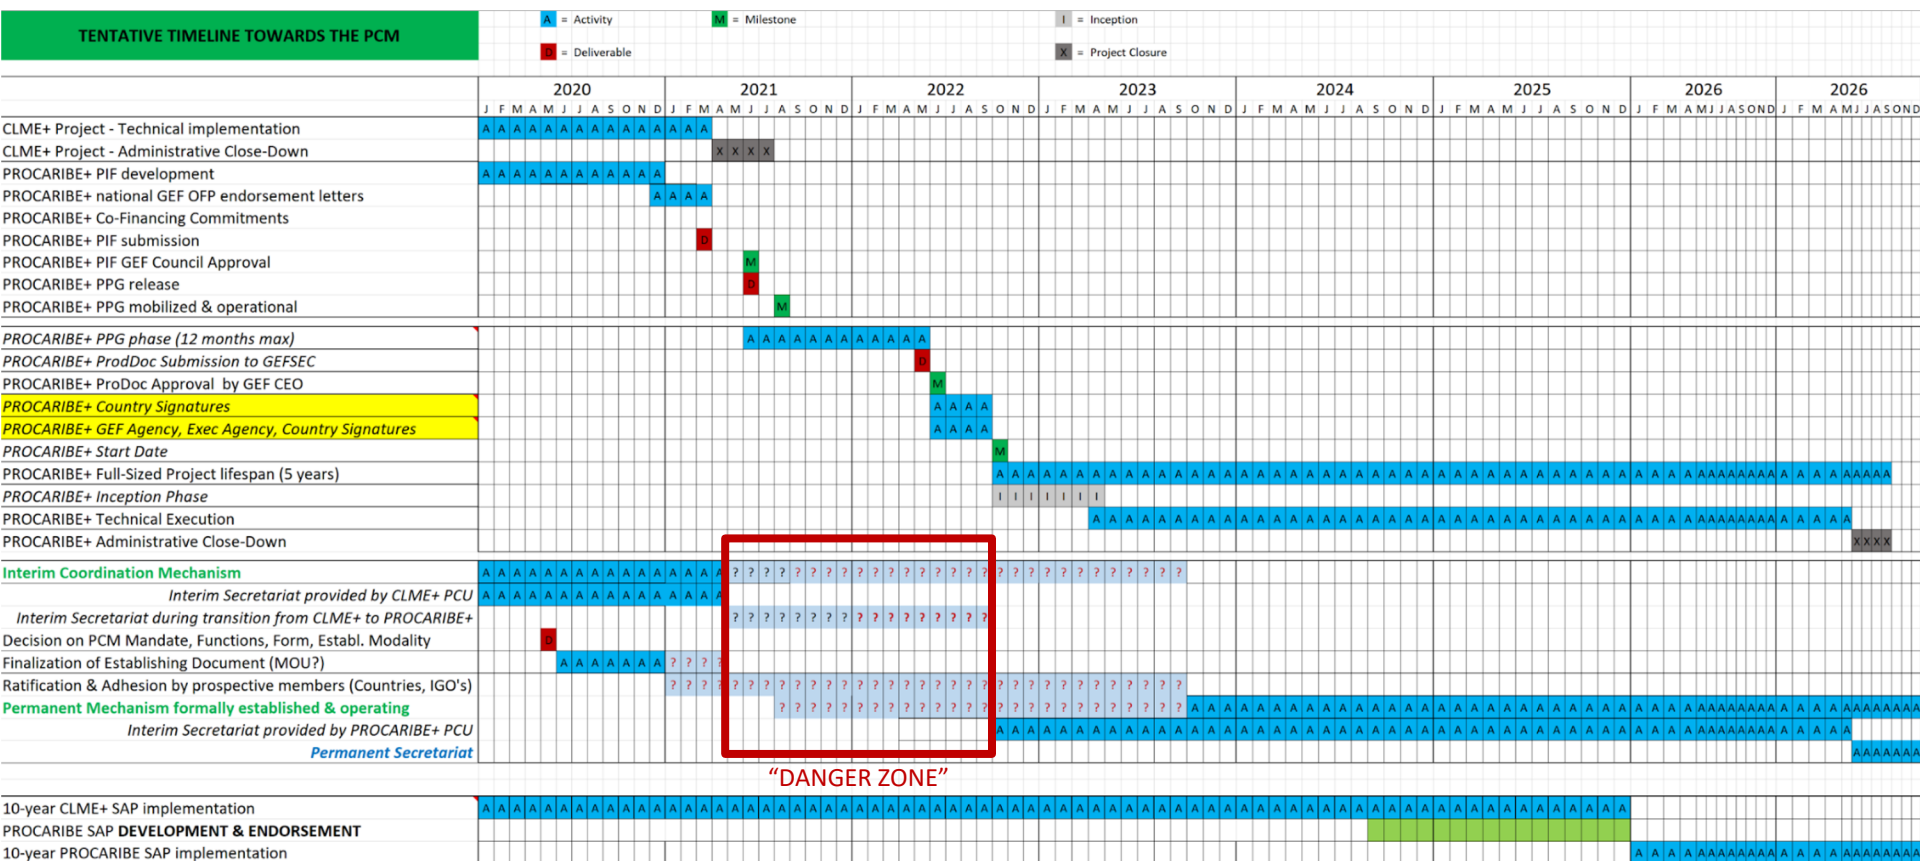 TENTATIVE TIMELINE TOWARDS THE PCM
A = Activity M = Milestone I = Inception
D = Deliverable X = Project Closure
2020 2021 2022 2023 2024 2025 2026 2026
J F M A M J J A S O N D J F M A M J J A S O N D J F M A M J J A S O N D J F M A M J J A S O N D J F M A M J J A S O N D J F M A M J J A S O N D J F M A M J J A S O N D J F M A M J J A S O N D
CLME+ Project - Technical implementation A A A A A A A A A A A A A A A
CLME+ Project - Administrative Close-Down X X X X
PROCARIBE+ PIF development A A A A A A A A A A A A
PROCARIBE+ national GEF OFP endorsement letters A A A A
PROCARIBE+ Co-Financing Commitments
PROCARIBE+ PIF submission D
PROCARIBE+ PIF GEF Council Approval M
PROCARIBE+ PPG release D
PROCARIBE+ PPG mobilized & operational M
PROCARIBE+ PPG phase (12 months max) A A A A A A A A A A A A
PROCARIBE+ ProdDoc Submission to GEFSEC D
PROCARIBE+ ProDoc Approval by GEF CEO M
PROCARIBE+ Country Signatures A A A A
PROCARIBE+ GEF Agency, Exec Agency, Country Signatures A A A A
PROCARIBE+ Start Date M
PROCARIBE+ Full-Sized Project lifespan (5 years)
PROCARIBE+ Inception Phase I I I I I I I
PROCARIBE+ Technical Execution
PROCARIBE+ Administrative Close-Down X X X X
Interim Coordination Mechanism
Interim Secretariat provided by CLME+ PCU A A A A A A A A A A A A A A A A
Interim Secretariat during transition from CLME+ to PROCARIBE+ ? ? ? ? ? ? ? ? ? ? ? ? ? ? ? ? ?
Decision on PCM Mandate, Functions, Form, Establ. Modality D
Finalization of Establishing Document (MOU?) A A A A A A A ? ? ? ?
Ratification & Adhesion by prospective members (Countries, IGO's)
Permanent Mechanism formally established & operating
Interim Secretariat provided by PROCARIBE+ PCU
Permanent Secretariat A A A A A A A
“DANGER ZONE”
10-year CLME+ SAP implementation
PROCARIBE SAP DEVELOPMENT & ENDORSEMENT
10-year PROCARIBE SAP implementation